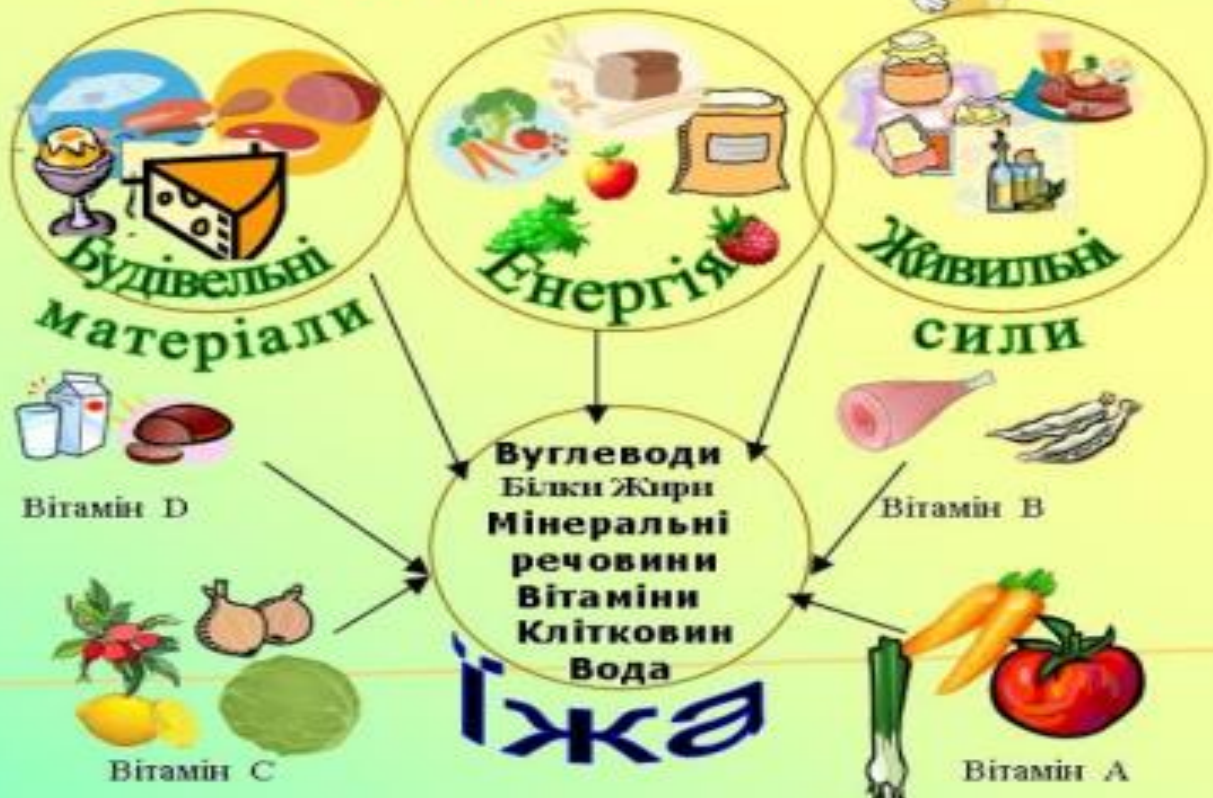 Будівельні
матеріали
Енергія
Живильні
сили
Вуглеводи
Білки Жири
Мінеральні
речовини
Вітаміни
Клітковин
Вода
Їжа
Вітамін D
Вітамін B
Вітамін C
Вітамін A